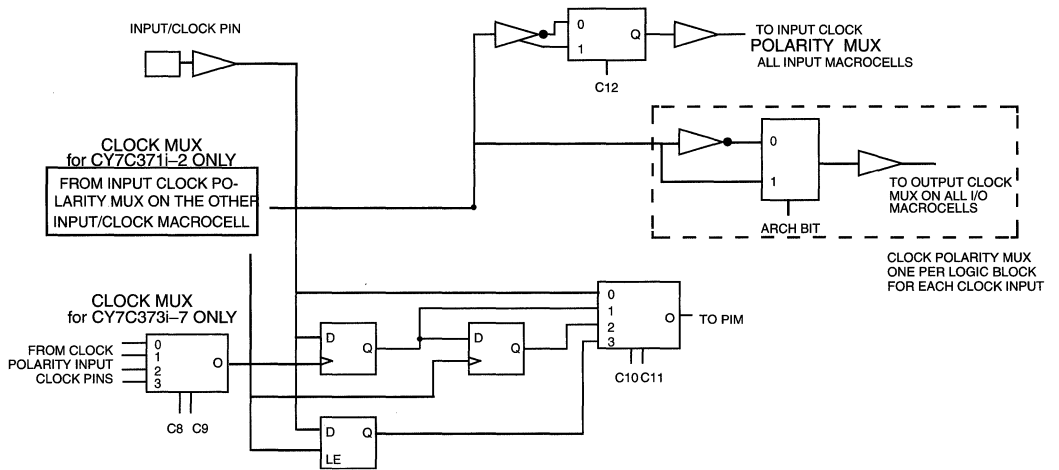 INPUT/CLOCK PIN
0
1
Q
C12
TO INPUT CLOCK
POLARITY MUX
ALL INPUT MACROCELLS
CLOCK MUX
for CY7C371i–2 ONLY
FROM INPUT CLOCK PO-
LARITY MUX ON THE OTHER
INPUT/CLOCK MACROCELL
0
1
ARCH BIT
TO OUTPUT CLOCK
MUX ON ALL I/O
MACROCELLS
CLOCK POLARITY MUX
ONE PER LOGIC BLOCK
FOR EACH CLOCK INPUT
CLOCK MUX
for CY7C373i–7 ONLY
FROM CLOCK
POLARITY INPUT
CLOCK PINS
0
1
2
3
O
C8 C9
D
Q
D
Q
D
Q
LE
0
1
2
3
O
TO PIM
C10 C11